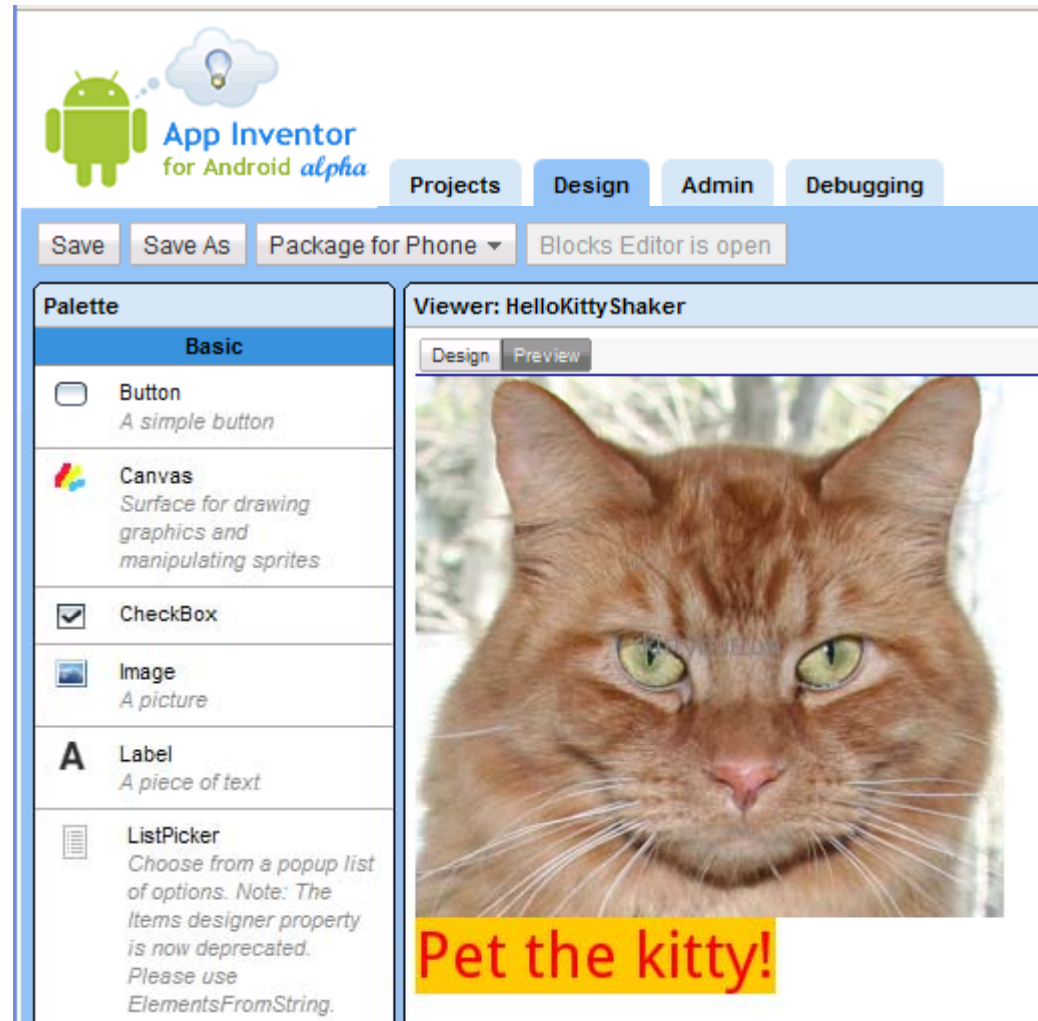 App Inventor
for Android alpha
Projects Design Admin Debugging
Save Save As Package for Phone Blocks Editor is open
Palette
Viewer: HelloKittyShaker
Basic
Design Preview
Button
A simple button
Canvas
Surface for drawing
graphics and
manipulating sprites
CheckBox
Image
A picture
Label
A piece of text
ListPicker
Choose from a popup list
of options. Note: The
Items designer property
is now deprecated.
Please use
ElementsFromString.
Pet the kitty!